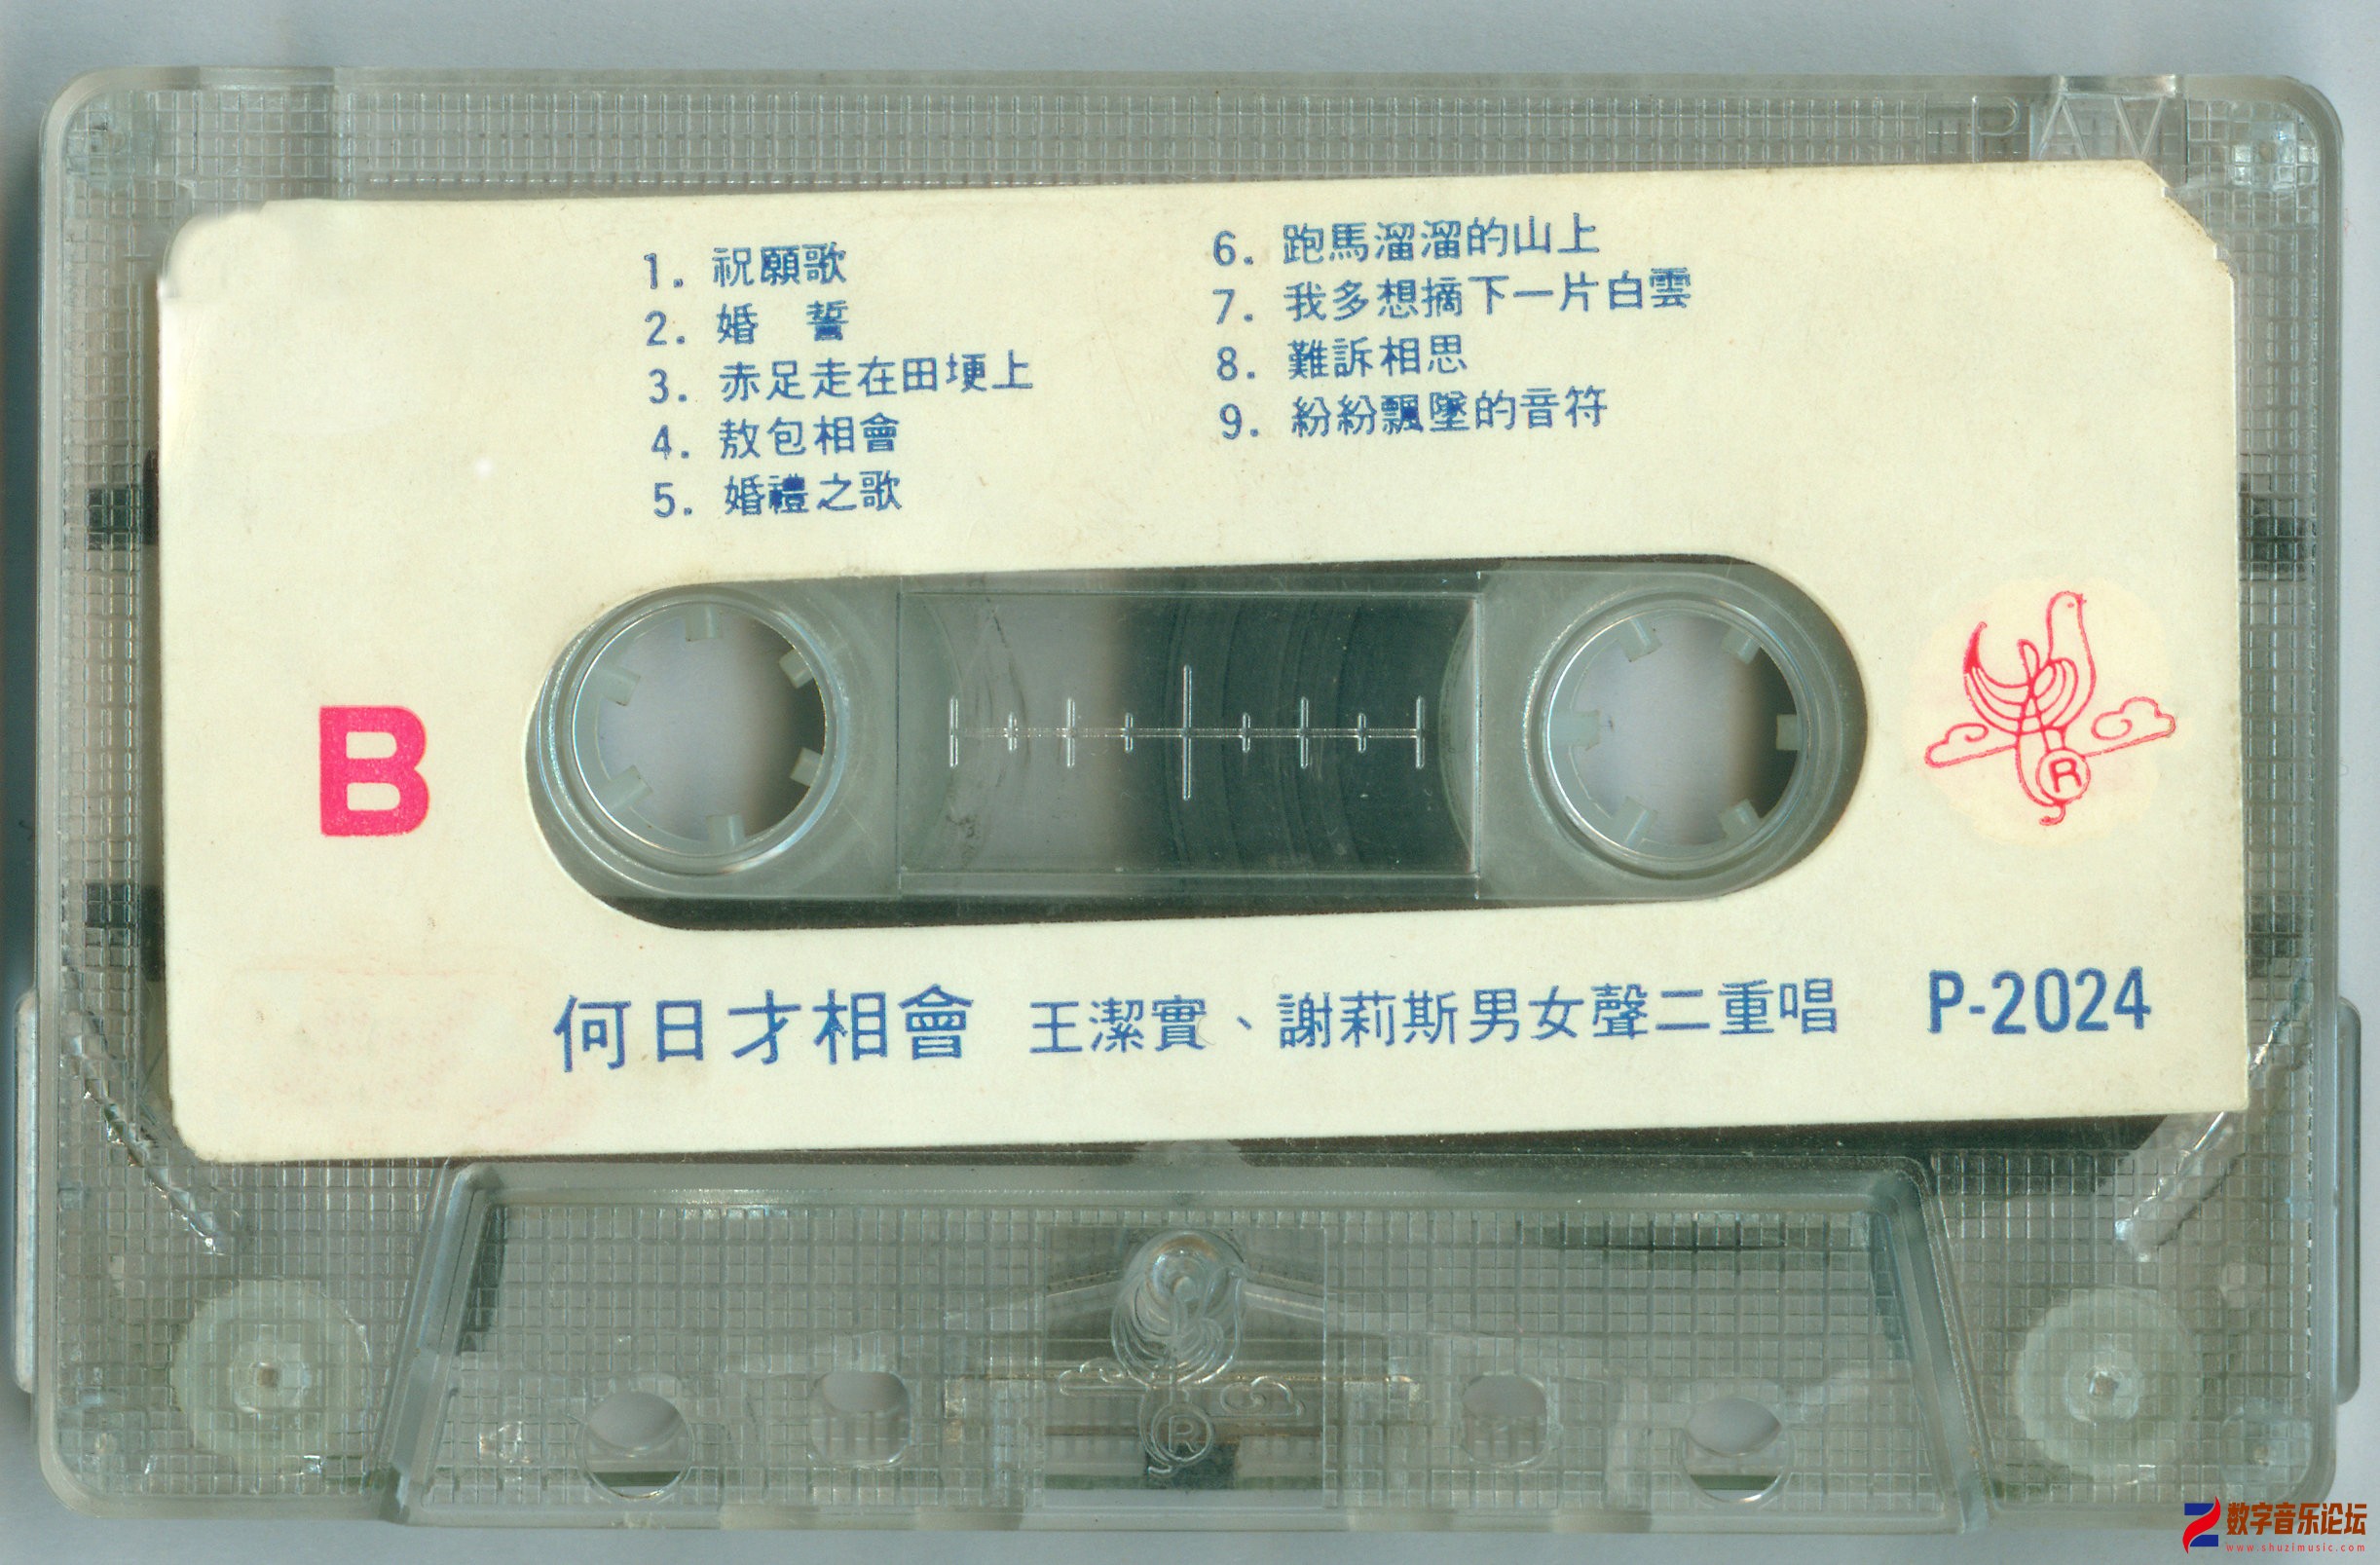 PAM
1. 祝願歌
2. 婚　誓
3. 赤足走在田埂上
4. 敖包相會
5. 婚禮之歌
6. 跑馬溜溜的山上
7. 我多想摘下一片白雲
8. 難訴相思
9. 紛紛飄墜的音符
B
R
何日才相會 王潔實、謝莉斯男女聲二重唱 P-2024
R
数字音乐论坛
www.shuzimusic.com